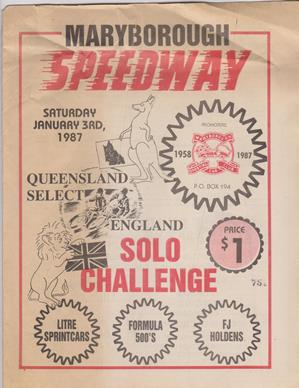 MARYBOROUGH
SPEEDWAY
SATURDAY
JANUARY 3RD,
1987
PROMOTERS:
1958
1987
P.O. BOX 194
QUEENSLAND
SELECT
ENGLAND
SOLO
CHALLENGE
PRICE
$1
75c
LITRE
SPRINTCARS
FORMULA
500'S
FJ
HOLDENS